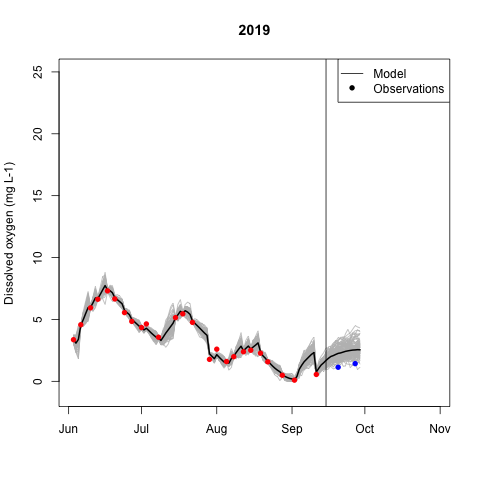 2019
Model
Observations
Dissolved oxygen (mg L-1)
25
20
15
10
5
0
Jun Jul Aug Sep Oct Nov